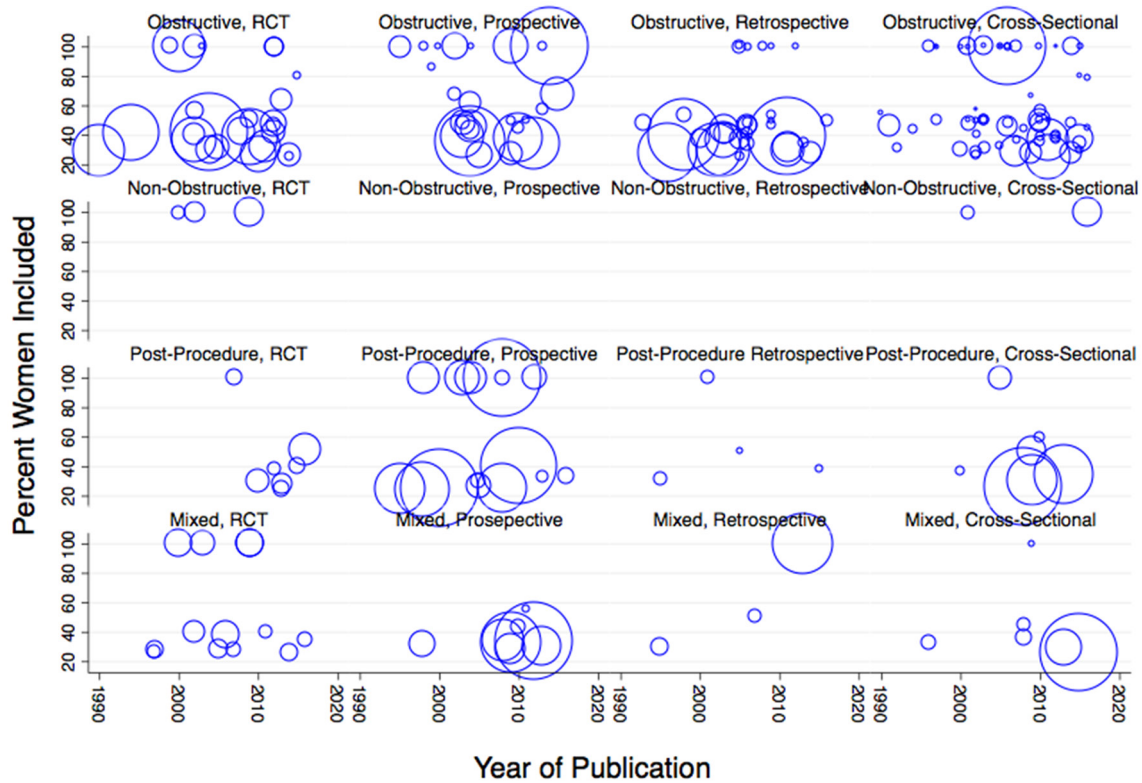 Obstructive, RCT Obstructive, Prospective Obstructive, Retrospective Obstructive, Cross-Sectional
100
80
60
40
20
Non-Obstructive, RCT Non-Obstructive, Prospective Non-Obstructive, Retrospective Non-Obstructive, Cross-Sectional
100
80
60
40
20
Percent Women Included
Post-Procedure, RCT Post-Procedure, Prospective Post-Procedure Retrospective Post-Procedure, Cross-Sectional
100
80
60
40
20
Mixed, RCT Mixed, Prosepective Mixed, Retrospective Mixed, Cross-Sectional
100
80
60
40
20
1990 2000 2010 2020 1990 2000 2010 2020 1990 2000 2010 2020 1990 2000 2010 2020
Year of Publication